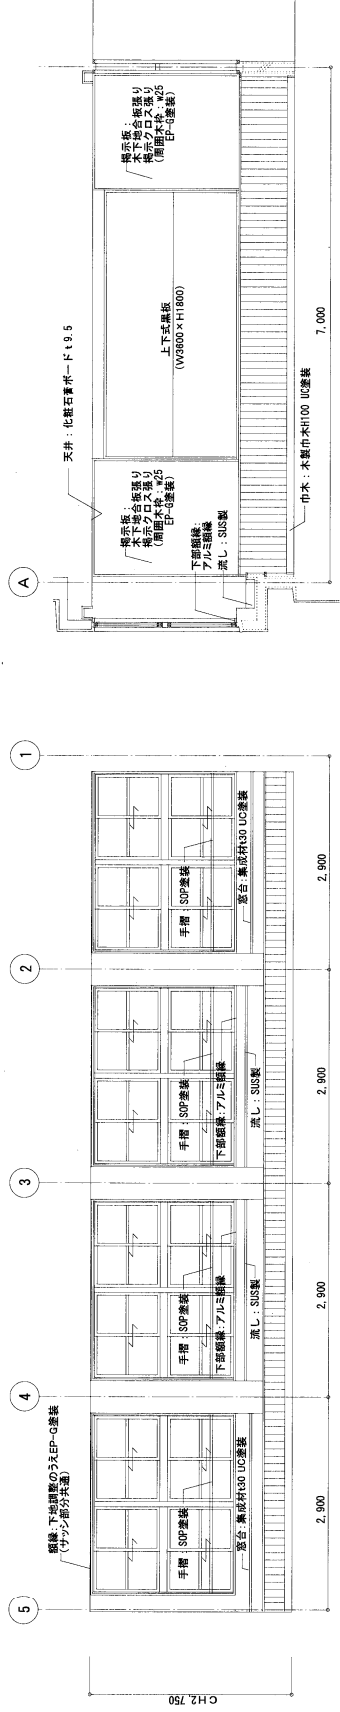 5
4
3
2
1
額縁：下地調整のうえEP-G塗装
(サッシ部分共通)
手摺：SOP塗装
窓台：集成材t30 UC塗装
手摺：SOP塗装
下部額縁：アルミ額縁
流し：SUS製
手摺：SOP塗装
下部額縁：アルミ額縁
流し：SUS製
手摺：SOP塗装
窓台：集成材t30 UC塗装
CH2,750
2,900
2,900
2,900
2,900
A
天井：化粧石膏ボードt9.5
掲示板：
木下地合板張り
掲示クロス張り
(周囲木枠：w25
EP-G塗装)
上下式黒板
(W3600×H1800)
掲示板：
木下地合板張り
掲示クロス張り
(周囲木枠：w25
EP-G塗装)
下部額縁：
アルミ額縁
流し：SUS製
巾木：木製巾木H100 UC塗装
7,000